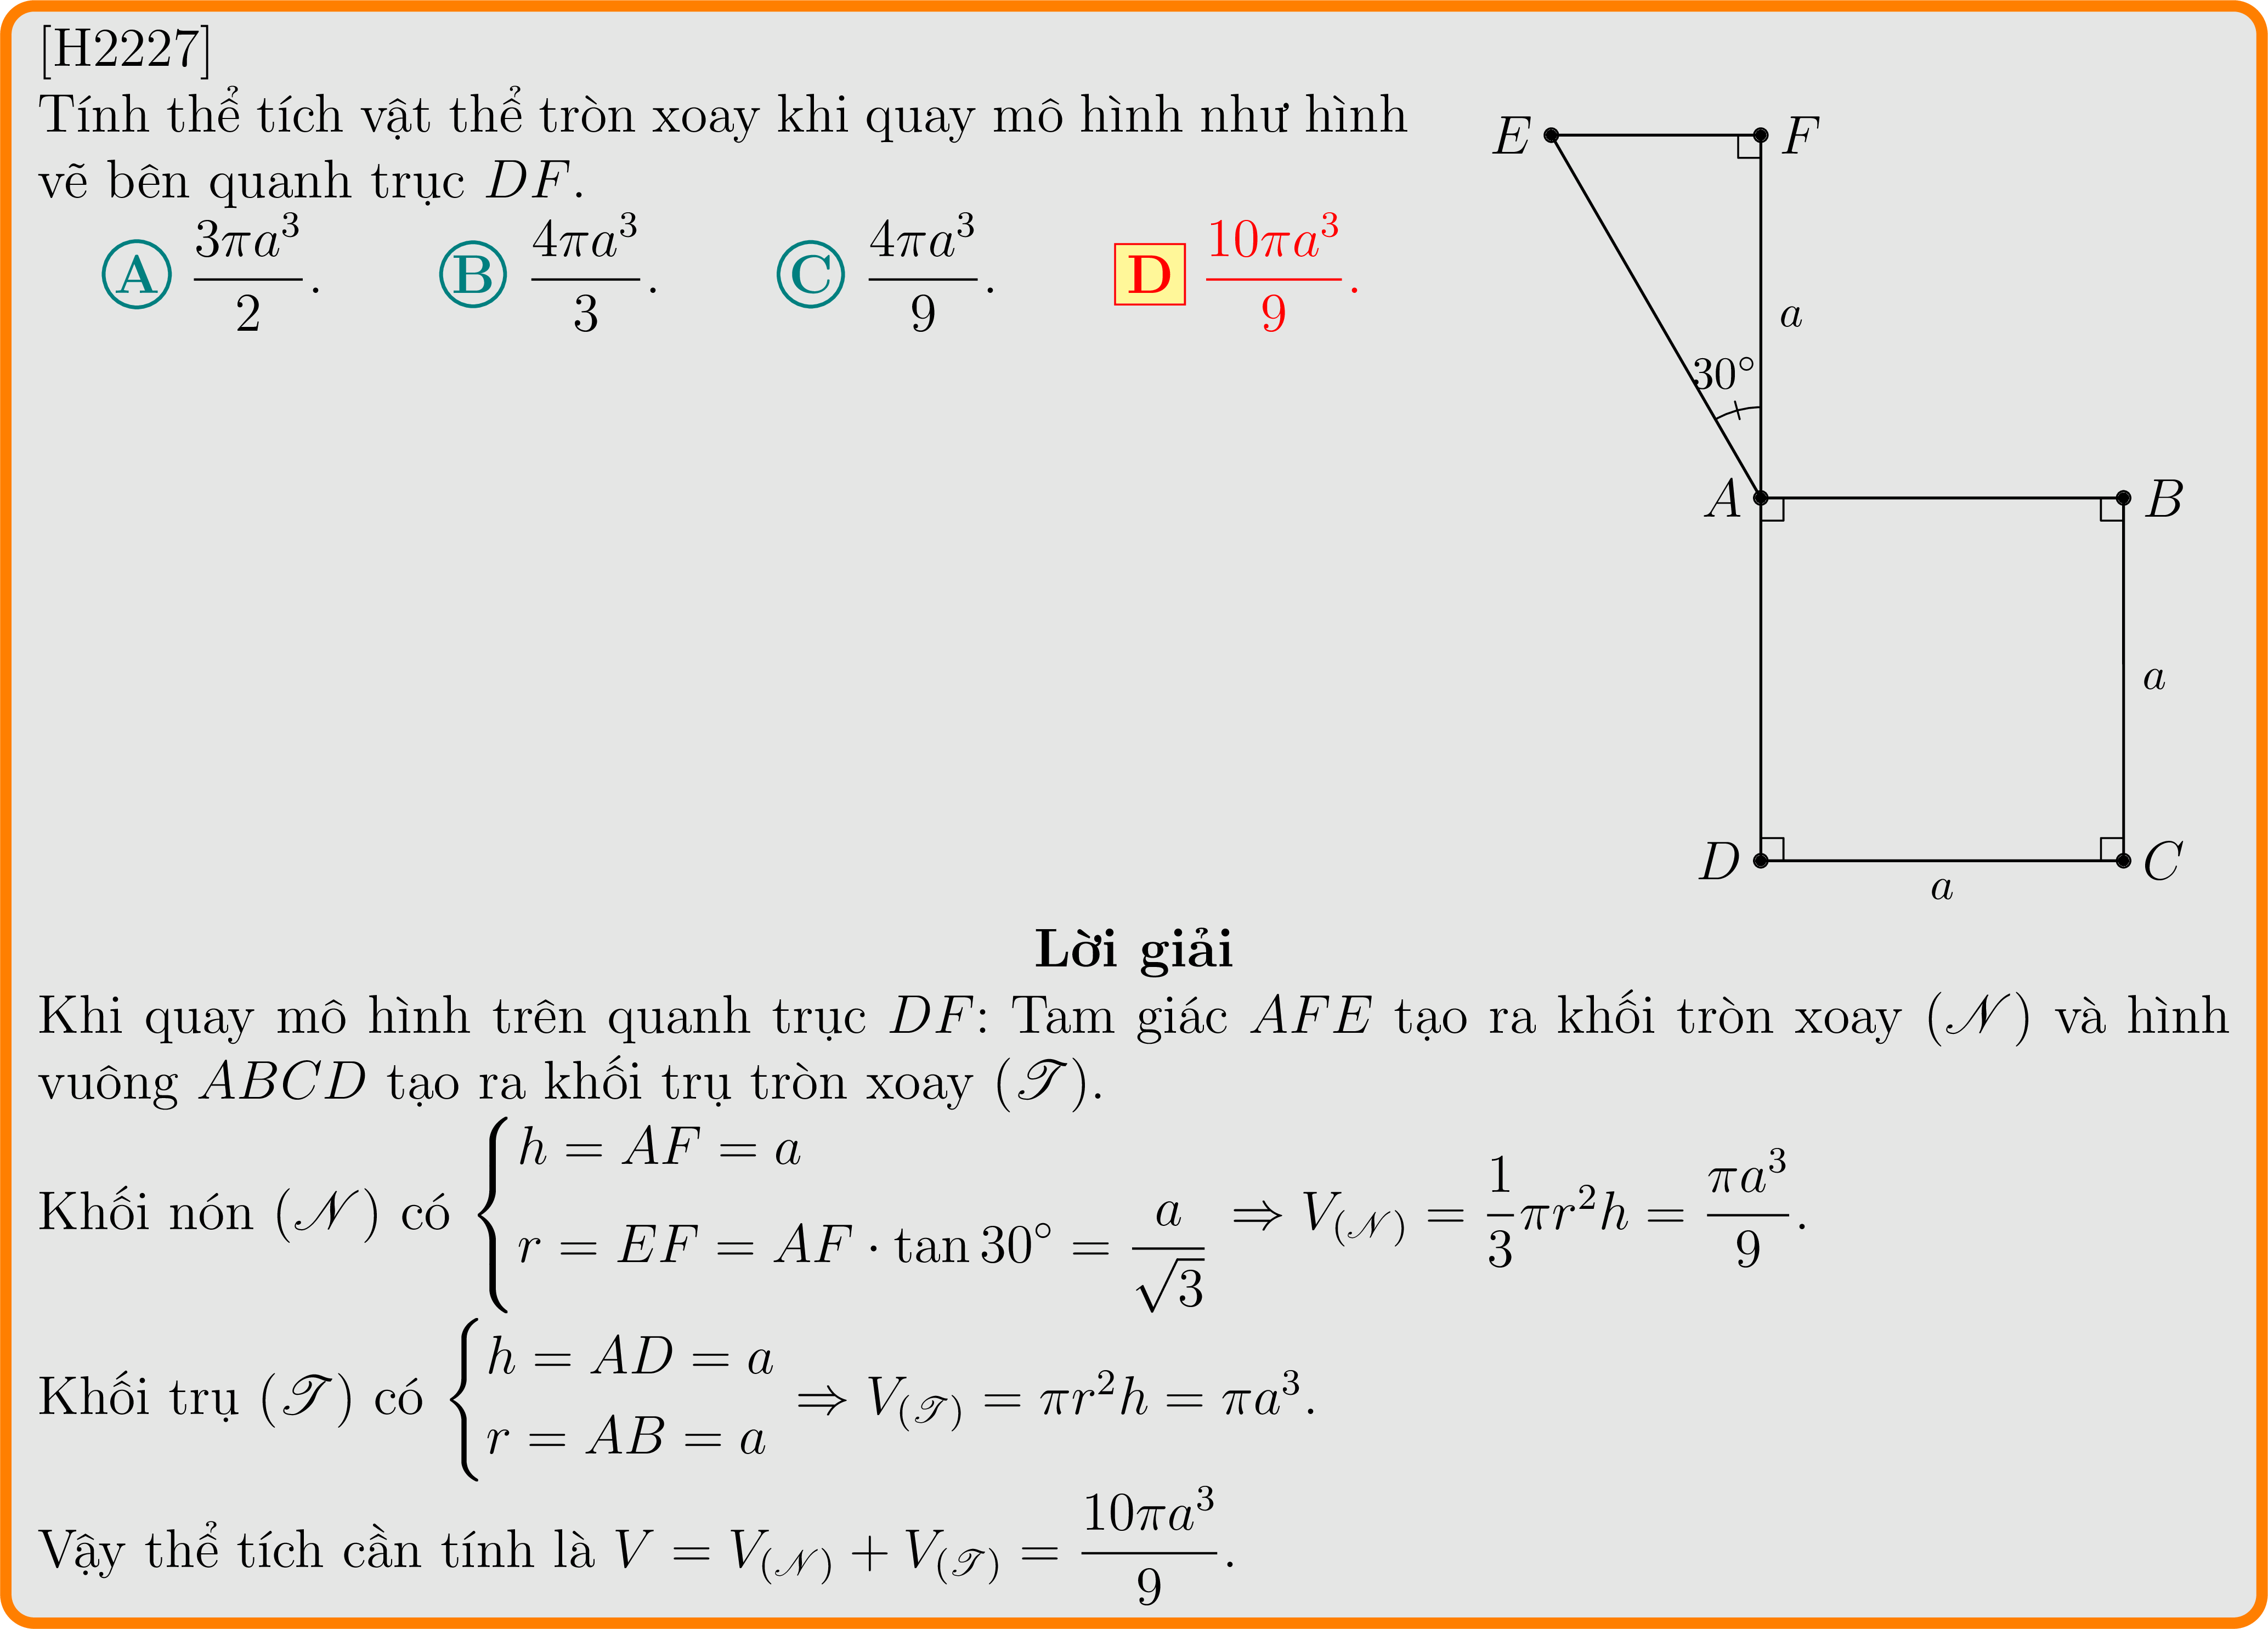 [H2227]
Tính thể tích vật thể tròn xoay khi quay mô hình như hình
vẽ bên quanh trục DF.
A $\frac{3\pi a^3}{2}$. B $\frac{4\pi a^3}{3}$. C $\frac{4\pi a^3}{9}$. D $\frac{10\pi a^3}{9}$.
E F
a
30°
A B
a
D C
a
Lời giải
Khi quay mô hình trên quanh trục DF: Tam giác AFE tạo ra khối tròn xoay ($\mathscr{N}$) và hình
vuông ABCD tạo ra khối trụ tròn xoay ($\mathscr{T}$).
Khối nón ($\mathscr{N}$) có $\begin{cases} h = AF = a \\ r = EF = AF \cdot \tan 30^\circ = \frac{a}{\sqrt{3}} \end{cases} \Rightarrow V_{(\mathscr{N})} = \frac{1}{3}\pi r^2 h = \frac{\pi a^3}{9}$.
Khối trụ ($\mathscr{T}$) có $\begin{cases} h = AD = a \\ r = AB = a \end{cases} \Rightarrow V_{(\mathscr{T})} = \pi r^2 h = \pi a^3$.
Vậy thể tích cần tính là $V = V_{(\mathscr{N})} + V_{(\mathscr{T})} = \frac{10\pi a^3}{9}$.